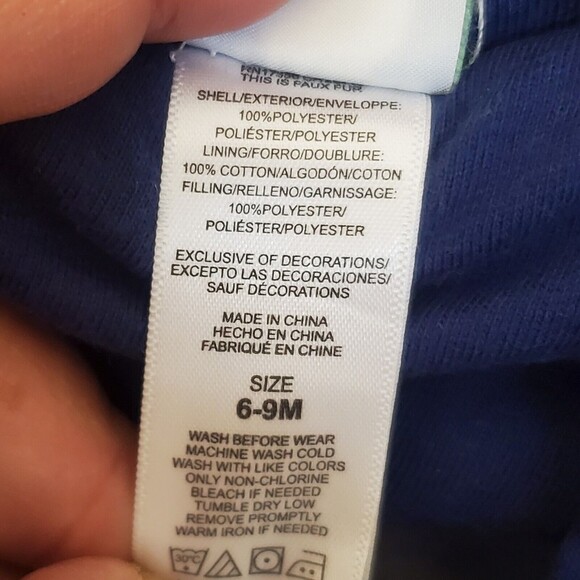 THIS IS FAUX FUR
SHELL/EXTERIOR/ENVELOPPE:
100%POLYESTER/
POLIÉSTER/POLYESTER
LINING/FORRO/DOUBLURE:
100% COTTON/ALGODÓN/COTON
FILLING/RELLENO/GARNISSAGE:
100%POLYESTER/
POLIÉSTER/POLYESTER
EXCLUSIVE OF DECORATIONS/
EXCEPTO LAS DECORACIONES/
SAUF DÉCORATIONS
MADE IN CHINA
HECHO EN CHINA
FABRIQUÉ EN CHINE
SIZE
6-9M
WASH BEFORE WEAR
MACHINE WASH COLD
WASH WITH LIKE COLORS
ONLY NON-CHLORINE
BLEACH IF NEEDED
TUMBLE DRY LOW
REMOVE PROMPTLY
WARM IRON IF NEEDED
30°C